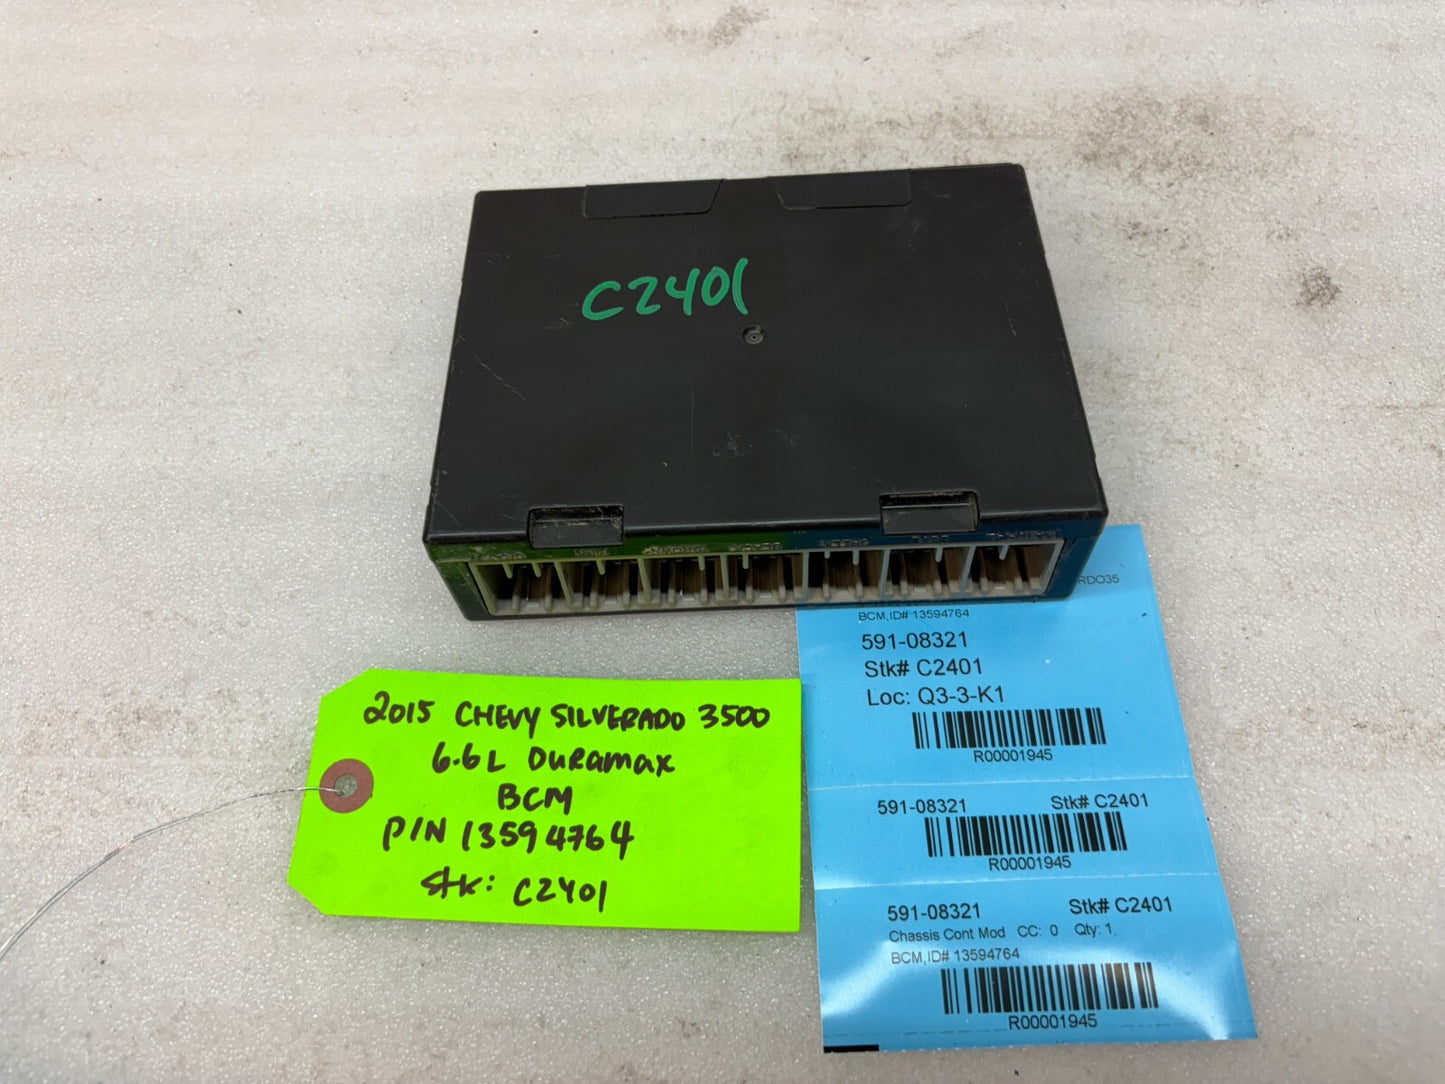 C2401
BLACK
RDO35
BCM,ID# 13594764
591-08321
Stk# C2401
Loc: Q3-3-K1
R00001945
591-08321 Stk# C2401
R00001945
591-08321 Stk# C2401
Chassis Cont Mod CC: 0 Qty: 1
BCM,ID# 13594764
R00001945
2015 CHEVY SILVERADO 3500
6.6L DURAMAX
BCM
P/N 13594764
Stk: C2401